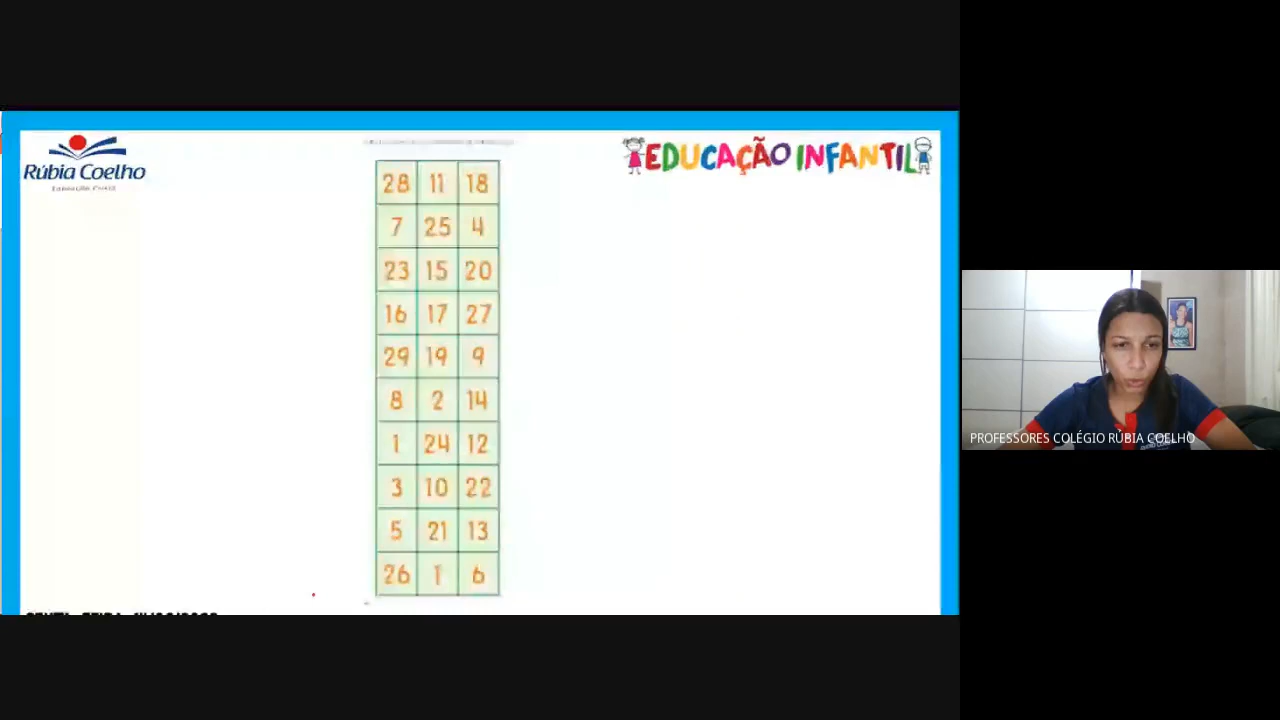 Rúbia Coelho
EDUCAÇÃO INFANTIL
28 11 18
7 25 4
23 15 20
16 17 27
29 19 9
8 2 14
1 24 12
3 10 22
5 21 13
26 1 6
PROFESSORES COLÉGIO RÚBIA COELHO